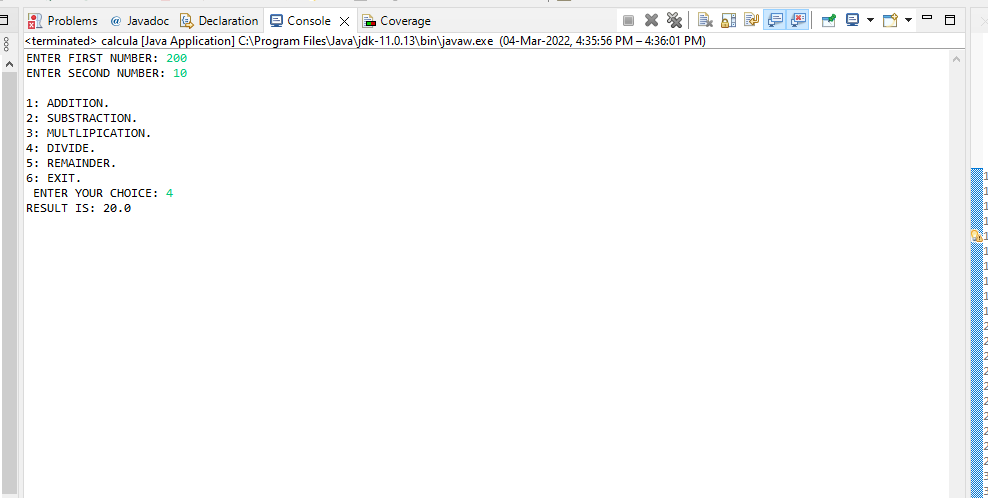 Problems @ Javadoc Declaration Console Coverage
<terminated> calcula [Java Application] C:\Program Files\Java\jdk-11.0.13\bin\javaw.exe (04-Mar-2022, 4:35:56 PM – 4:36:01 PM)
ENTER FIRST NUMBER: 200
ENTER SECOND NUMBER: 10
1: ADDITION.
2: SUBSTRACTION.
3: MULTLIPICATION.
4: DIVIDE.
5: REMAINDER.
6: EXIT.
ENTER YOUR CHOICE: 4
RESULT IS: 20.0